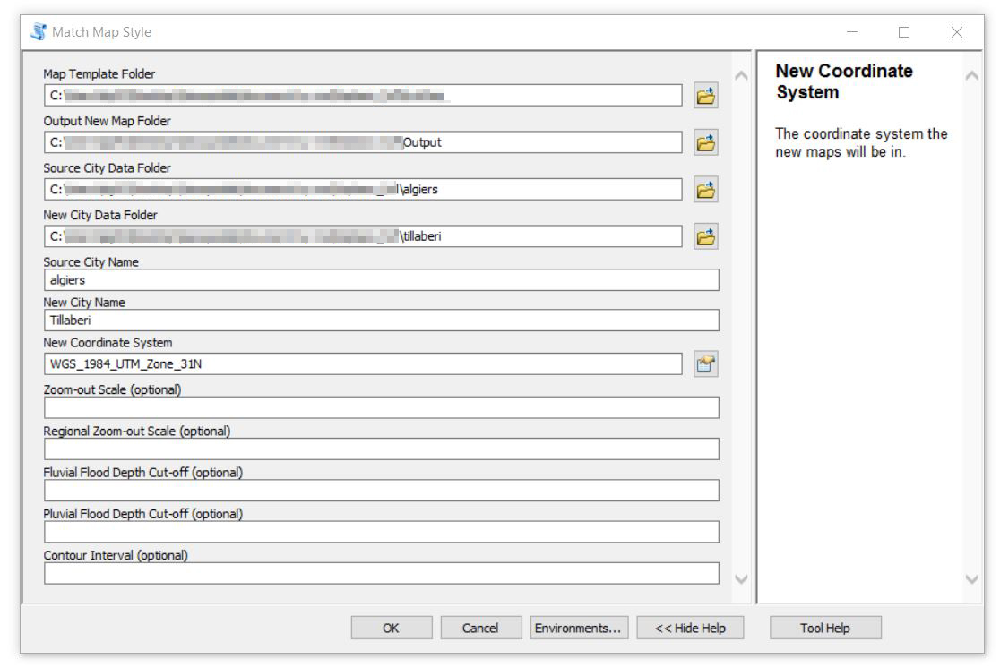 Match Map Style
Map Template Folder
C:\
Output New Map Folder
C:\Output
Source City Data Folder
C:\\algiers
New City Data Folder
C:\\tillaberi
Source City Name
algiers
New City Name
Tillaberi
New Coordinate System
WGS_1984_UTM_Zone_31N
Zoom-out Scale (optional)
Regional Zoom-out Scale (optional)
Fluvial Flood Depth Cut-off (optional)
Pluvial Flood Depth Cut-off (optional)
Contour Interval (optional)
OK
Cancel
Environments...
<< Hide Help
Tool Help
New Coordinate
System
The coordinate system the
new maps will be in.